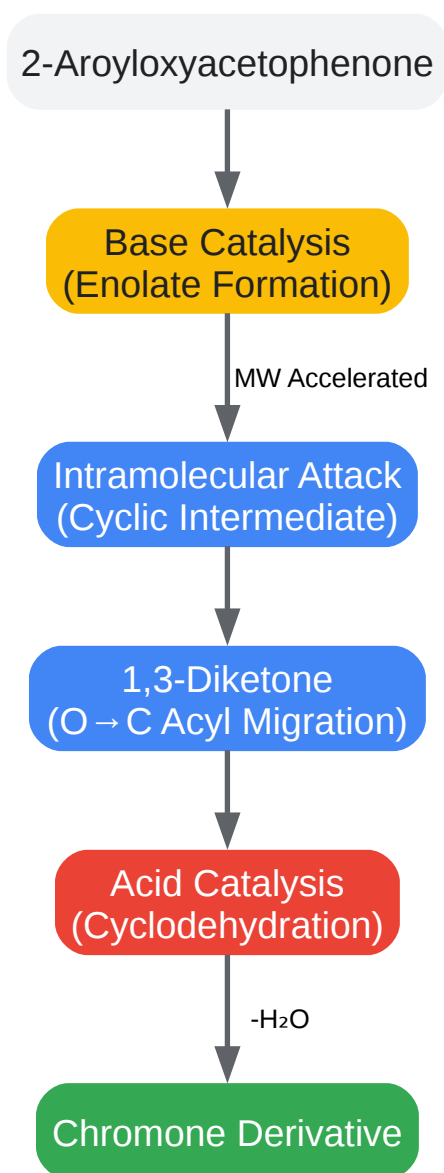 2-Aroyloxyacetophenone
Base Catalysis
(Enolate Formation)
MW Accelerated
Intramolecular Attack
(Cyclic Intermediate)
1,3-Diketone
(O→C Acyl Migration)
Acid Catalysis
(Cyclodehydration)
-H₂O
Chromone Derivative